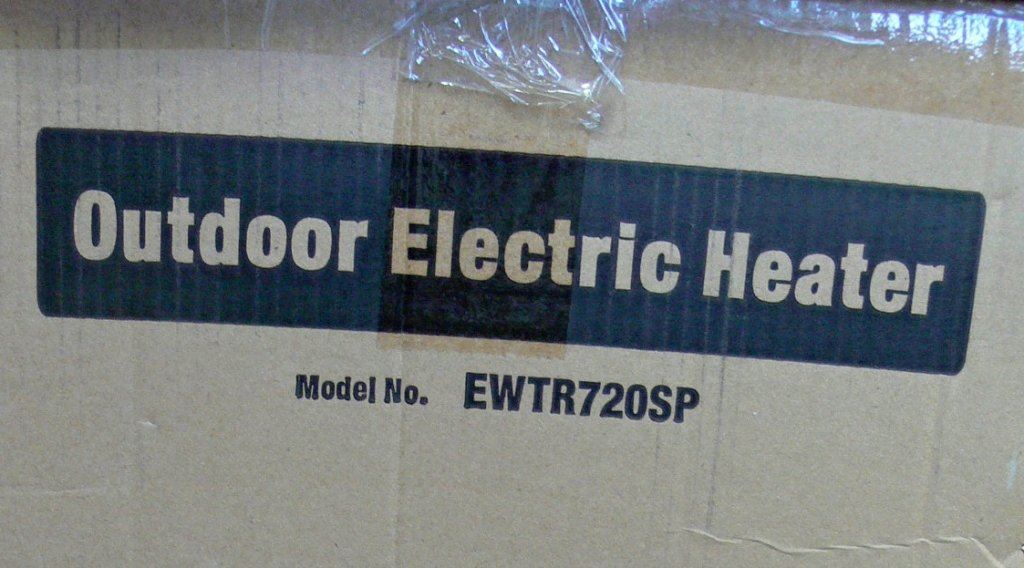 Outdoor Electric Heater
Model No. EWTR720SP